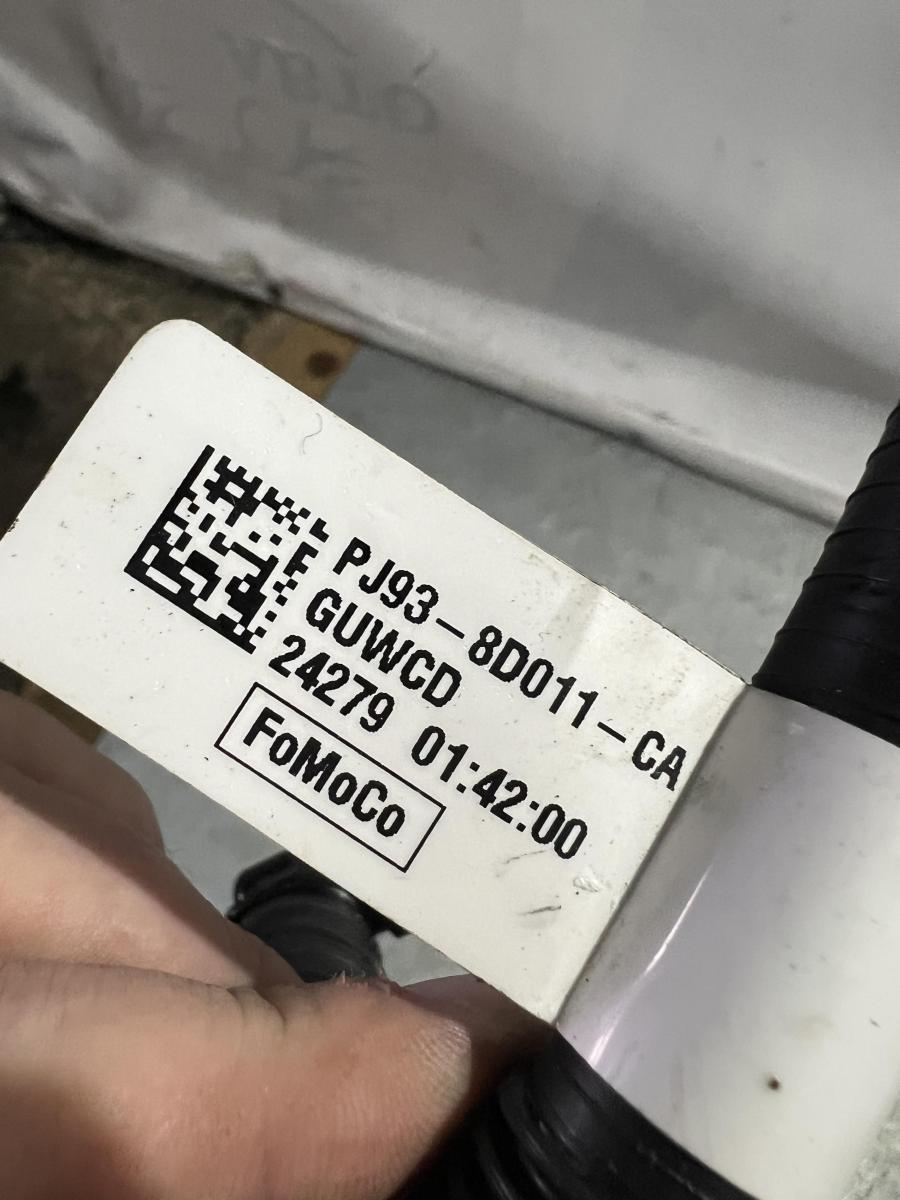 PJ93-8D011-CA
GUWCD
24279 01:42:00
FoMoCo